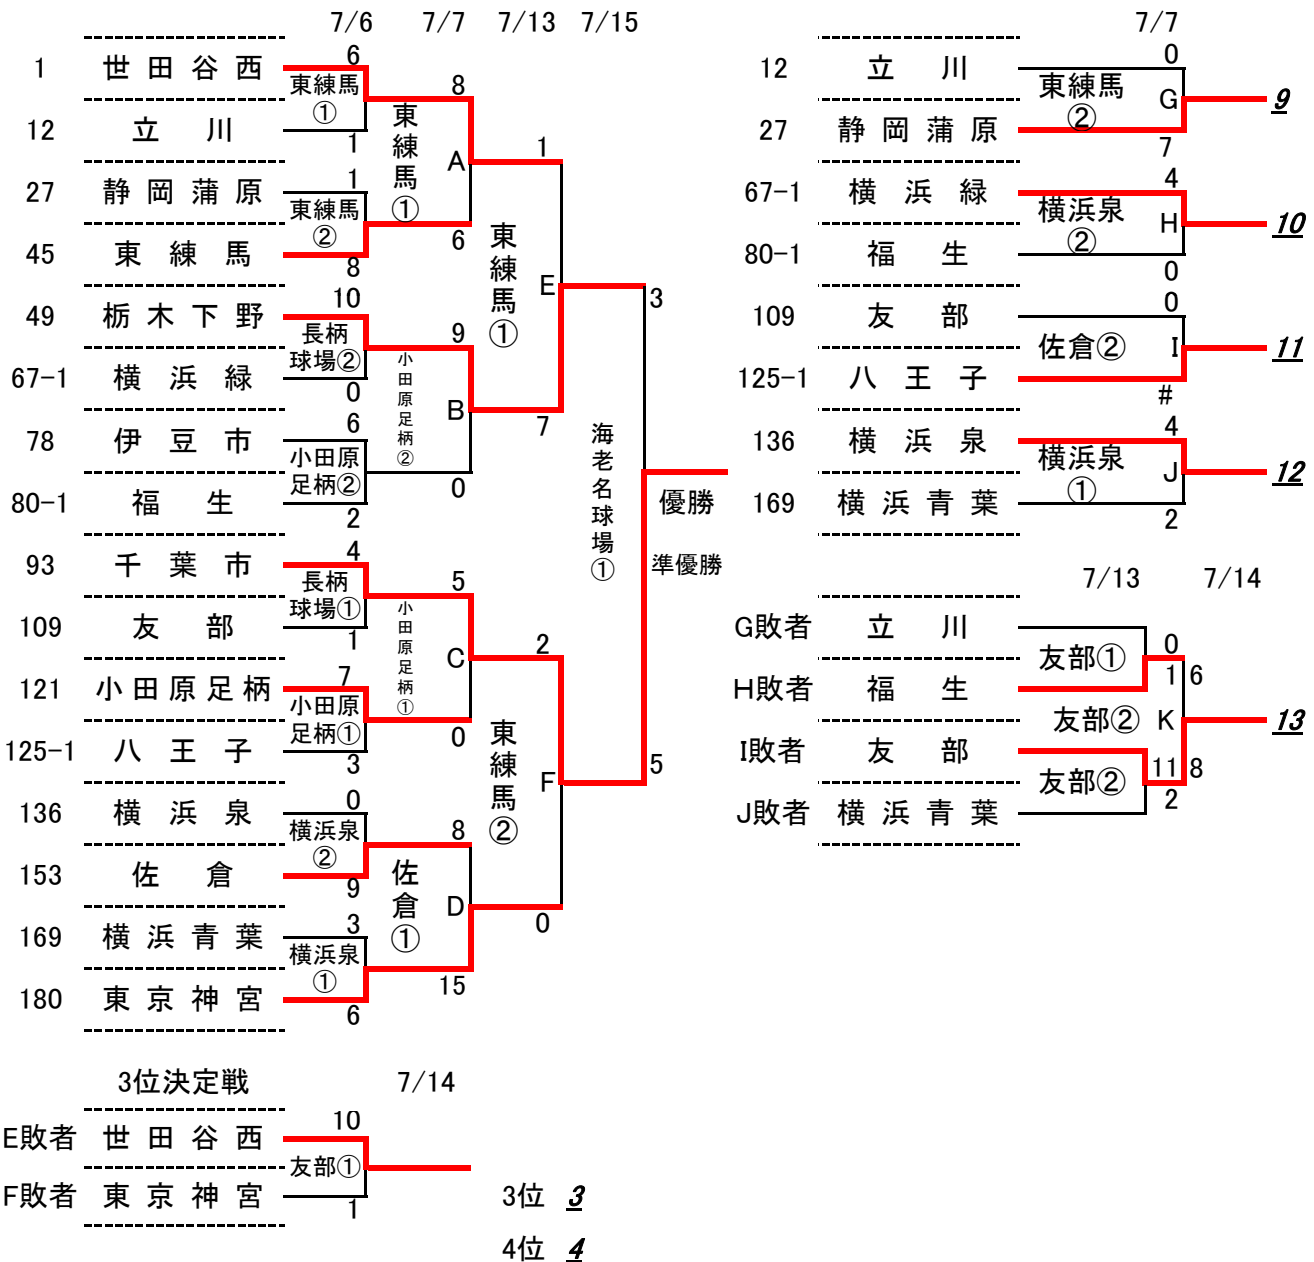 7/6 7/7 7/13 7/15
1 世田谷西 6
東練馬① 8
12 立川 1
東練馬① A 1
27 静岡蒲原 1
東練馬② 6
45 東練馬 8
東練馬① E 3
49 栃木下野 10
長柄球場② 9
67-1 横浜緑 0
小田原足柄② B 7
78 伊豆市 6
小田原足柄② 0
80-1 福生 2
海老名球場① 優勝
準優勝
93 千葉市 4
長柄球場① 5
109 友部 1
小田原足柄① C 2
121 小田原足柄 7
小田原足柄① 0
125-1 八王子 3
東練馬② F 5
136 横浜泉 0
横浜泉② 8
153 佐倉 9
佐倉① D 0
169 横浜青葉 3
横浜泉① 15
180 東京神宮 6
3位決定戦 7/14
E敗者 世田谷西 10
友部①
F敗者 東京神宮 1
3位 3
4位 4
7/7
12 立川 0
東練馬② G 9
27 静岡蒲原 7
67-1 横浜緑 4
横浜泉② H 10
80-1 福生 0
109 友部 0
佐倉② I 11
125-1 八王子 #
136 横浜泉 4
横浜泉① J 12
169 横浜青葉 2
7/13 7/14
G敗者 立川 0
友部① 6
H敗者 福生 1
友部② K 13
I敗者 友部 11
友部② 8
J敗者 横浜青葉 2